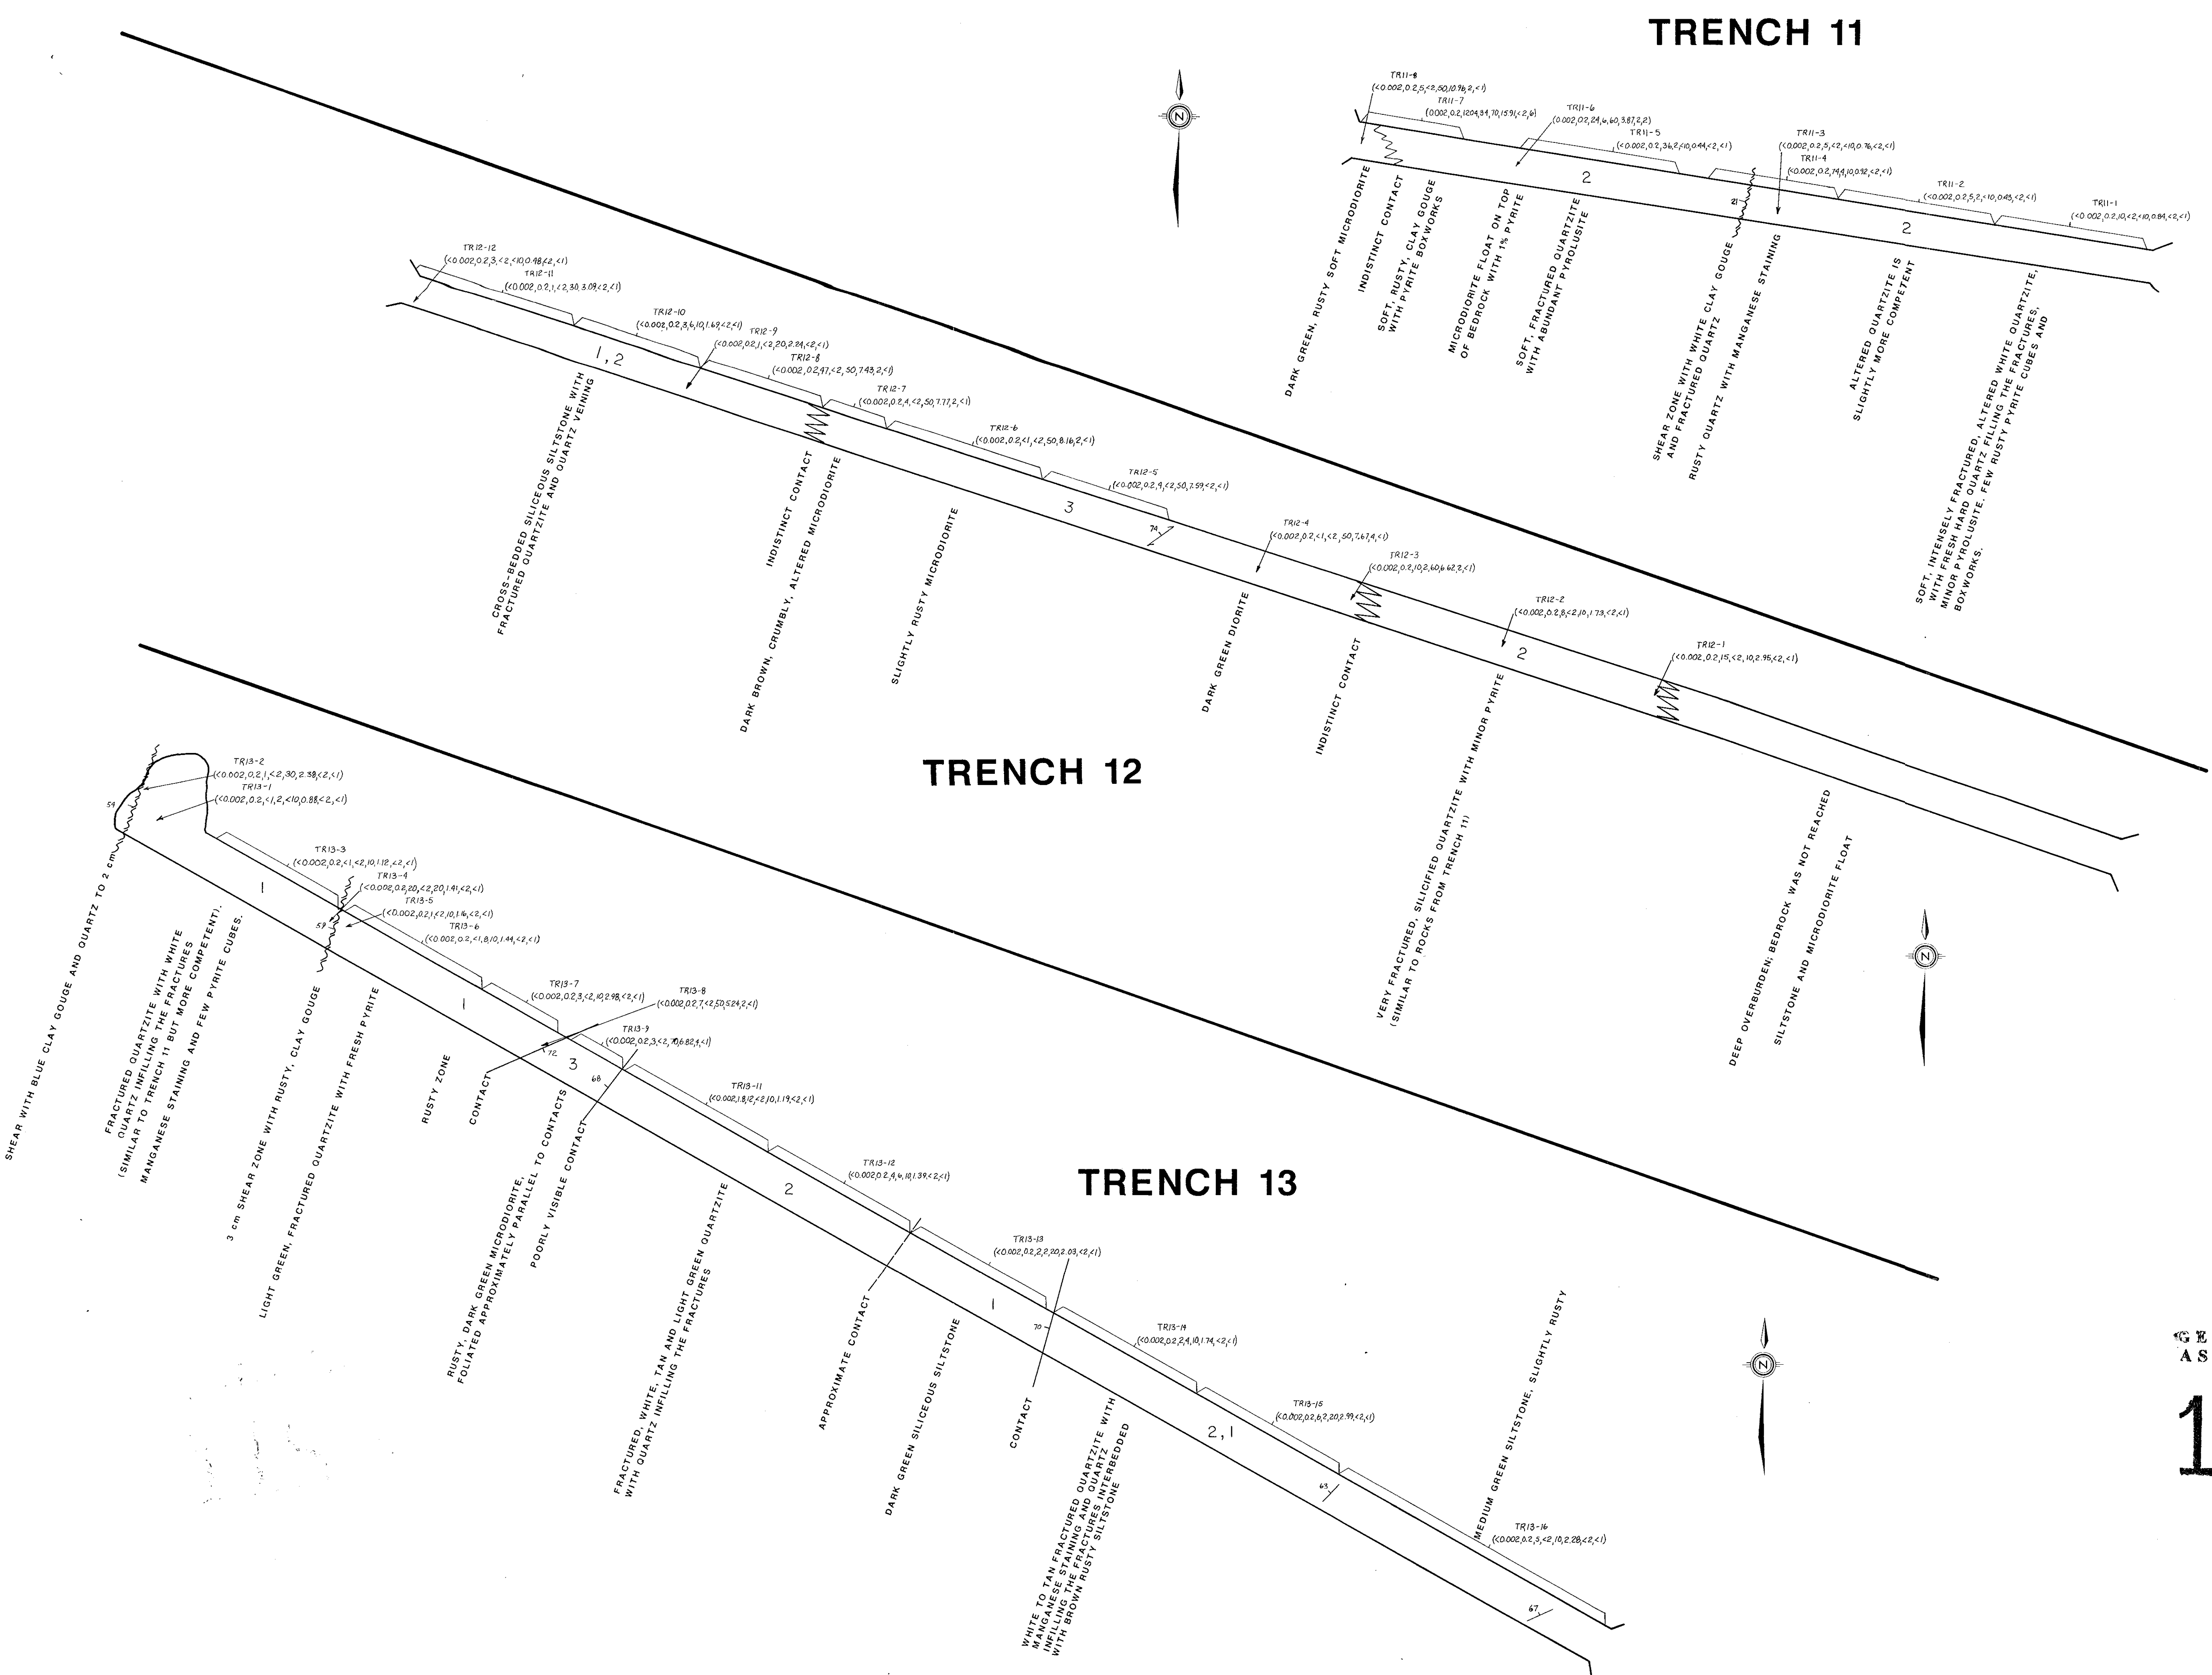 TRENCH 11
TR11-8
(<0.002,0.2,5,<2,50,10.96,2,<1)
TR11-7
(0.002,0.2,1204,34,70,15.91,<2,6)
TR11-6
(0.002,0.2,24,6,60,3.87,2,2)
TR11-5
(<0.002,0.2,36,2,<10,0.44,<2,<1)
TR11-3
(<0.002,0.2,5,<2,<10,0.76,<2,<1)
TR11-4
(<0.002,0.2,74,4,10,0.92,<2,<1)
TR11-2
(<0.002,0.2,5,2,<10,0.43,<2,<1)
TR11-1
(<0.002,0.2,10,<2,<10,0.84,<2,<1)
N
2
21
2
DARK GREEN, RUSTY SOFT MICRODIORITE
INDISTINCT CONTACT
SOFT, RUSTY, CLAY GOUGE
WITH PYRITE BOXWORKS
MICRODIORITE FLOAT ON TOP
OF BEDROCK WITH 1% PYRITE
SOFT, FRACTURED QUARTZITE
WITH ABUNDANT PYROLUSITE
SHEAR ZONE WITH WHITE CLAY GOUGE
AND FRACTURED QUARTZ
RUSTY QUARTZ WITH MANGANESE STAINING
ALTERED QUARTZITE IS
SLIGHTLY MORE COMPETENT
SOFT, INTENSELY FRACTURED, ALTERED WHITE QUARTZITE,
WITH FRESH HARD QUARTZ FILLING THE FRACTURES,
MINOR PYROLUSITE. FEW RUSTY PYRITE CUBES AND
BOXWORKS.
TR12-12
(<0.002,0.2,3,<2,<10,0.48,<2,<1)
TR12-11
(<0.002,0.2,1,<2,30,3.09,<2,<1)
TR12-10
(<0.002,0.2,3,6,10,1.69,<2,<1)
TR12-9
(<0.002,0.2,1,<2,20,2.24,<2,<1)
TR12-8
(<0.002,0.2,47,<2,50,7.43,2,<1)
TR12-7
(<0.002,0.2,4,<2,50,7.77,2,<1)
TR12-6
(<0.002,0.2,<1,<2,50,8.16,2,<1)
TR12-5
(<0.002,0.2,9,<2,50,7.59,<2,<1)
TR12-4
(<0.002,0.2,<1,<2,50,7.67,4,<1)
TR12-3
(<0.002,0.2,10,2,60,6.62,2,<1)
TR12-2
(<0.002,0.2,8,<2,10,1.73,<2,<1)
TR12-1
(<0.002,0.2,15,<2,10,2.95,<2,<1)
1, 2
3
74
2
CROSS-BEDDED SILICEOUS SILTSTONE WITH
FRACTURED QUARTZITE AND QUARTZ VEINING
INDISTINCT CONTACT
DARK BROWN, CRUMBLY, ALTERED MICRODIORITE
SLIGHTLY RUSTY MICRODIORITE
DARK GREEN DIORITE
INDISTINCT CONTACT
VERY FRACTURED, SILICIFIED QUARTZITE WITH MINOR PYRITE
(SIMILAR TO ROCKS FROM TRENCH 11)
DEEP OVERBURDEN; BEDROCK WAS NOT REACHED
SILTSTONE AND MICRODIORITE FLOAT
TRENCH 12
N
TR13-2
(<0.002,0.2,1,<2,30,2.38,<2,<1)
TR13-1
(<0.002,0.2,<1,2,<10,0.88,<2,<1)
TR13-3
(<0.002,0.2,<1,<2,10,1.12,<2,<1)
TR13-4
(<0.002,0.2,20,<2,20,1.41,<2,<1)
TR13-5
(<0.002,0.2,1,<2,10,1.16,<2,<1)
TR13-6
(<0.002,0.2,<1,8,10,1.44,<2,<1)
TR13-7
(<0.002,0.2,3,<2,10,2.98,<2,<1)
TR13-8
(<0.002,0.2,7,<2,50,5.24,2,<1)
TR13-9
(<0.002,0.2,3,<2,70,6.82,4,<1)
TR13-11
(<0.002,1.8,12,<2,10,1.19,<2,<1)
TR13-12
(<0.002,0.2,4,6,10,1.39,<2,<1)
TR13-13
(<0.002,0.2,2,2,20,2.03,<2,<1)
TR13-14
(<0.002,0.2,2,4,10,1.74,<2,<1)
TR13-15
(<0.002,0.2,6,2,20,2.99,<2,<1)
TR13-16
(<0.002,0.2,5,<2,10,2.28,<2,<1)
59
1
59
1
72
3
68
2
1
70
2, 1
63
67
SHEAR WITH BLUE CLAY GOUGE AND QUARTZ TO 2 cm
FRACTURED QUARTZITE WITH WHITE
QUARTZ INFILLING THE FRACTURES
(SIMILAR TO TRENCH 11 BUT MORE COMPETENT).
MANGANESE STAINING AND FEW PYRITE CUBES.
3 cm SHEAR ZONE WITH RUSTY, CLAY GOUGE
LIGHT GREEN, FRACTURED QUARTZITE WITH FRESH PYRITE
RUSTY ZONE
CONTACT
RUSTY, DARK GREEN MICRODIORITE,
FOLIATED APPROXIMATELY PARALLEL TO CONTACTS
POORLY VISIBLE CONTACT
FRACTURED, WHITE, TAN AND LIGHT GREEN QUARTZITE
WITH QUARTZ INFILLING THE FRACTURES
APPROXIMATE CONTACT
DARK GREEN SILICEOUS SILTSTONE
CONTACT
WHITE TO TAN FRACTURED QUARTZITE WITH
MANGANESE STAINING AND QUARTZ
INFILLING THE FRACTURES INTERBEDDED
WITH BROWN RUSTY SILTSTONE
MEDIUM GREEN SILTSTONE, SLIGHTLY RUSTY
TRENCH 13
N
GE
AS
1